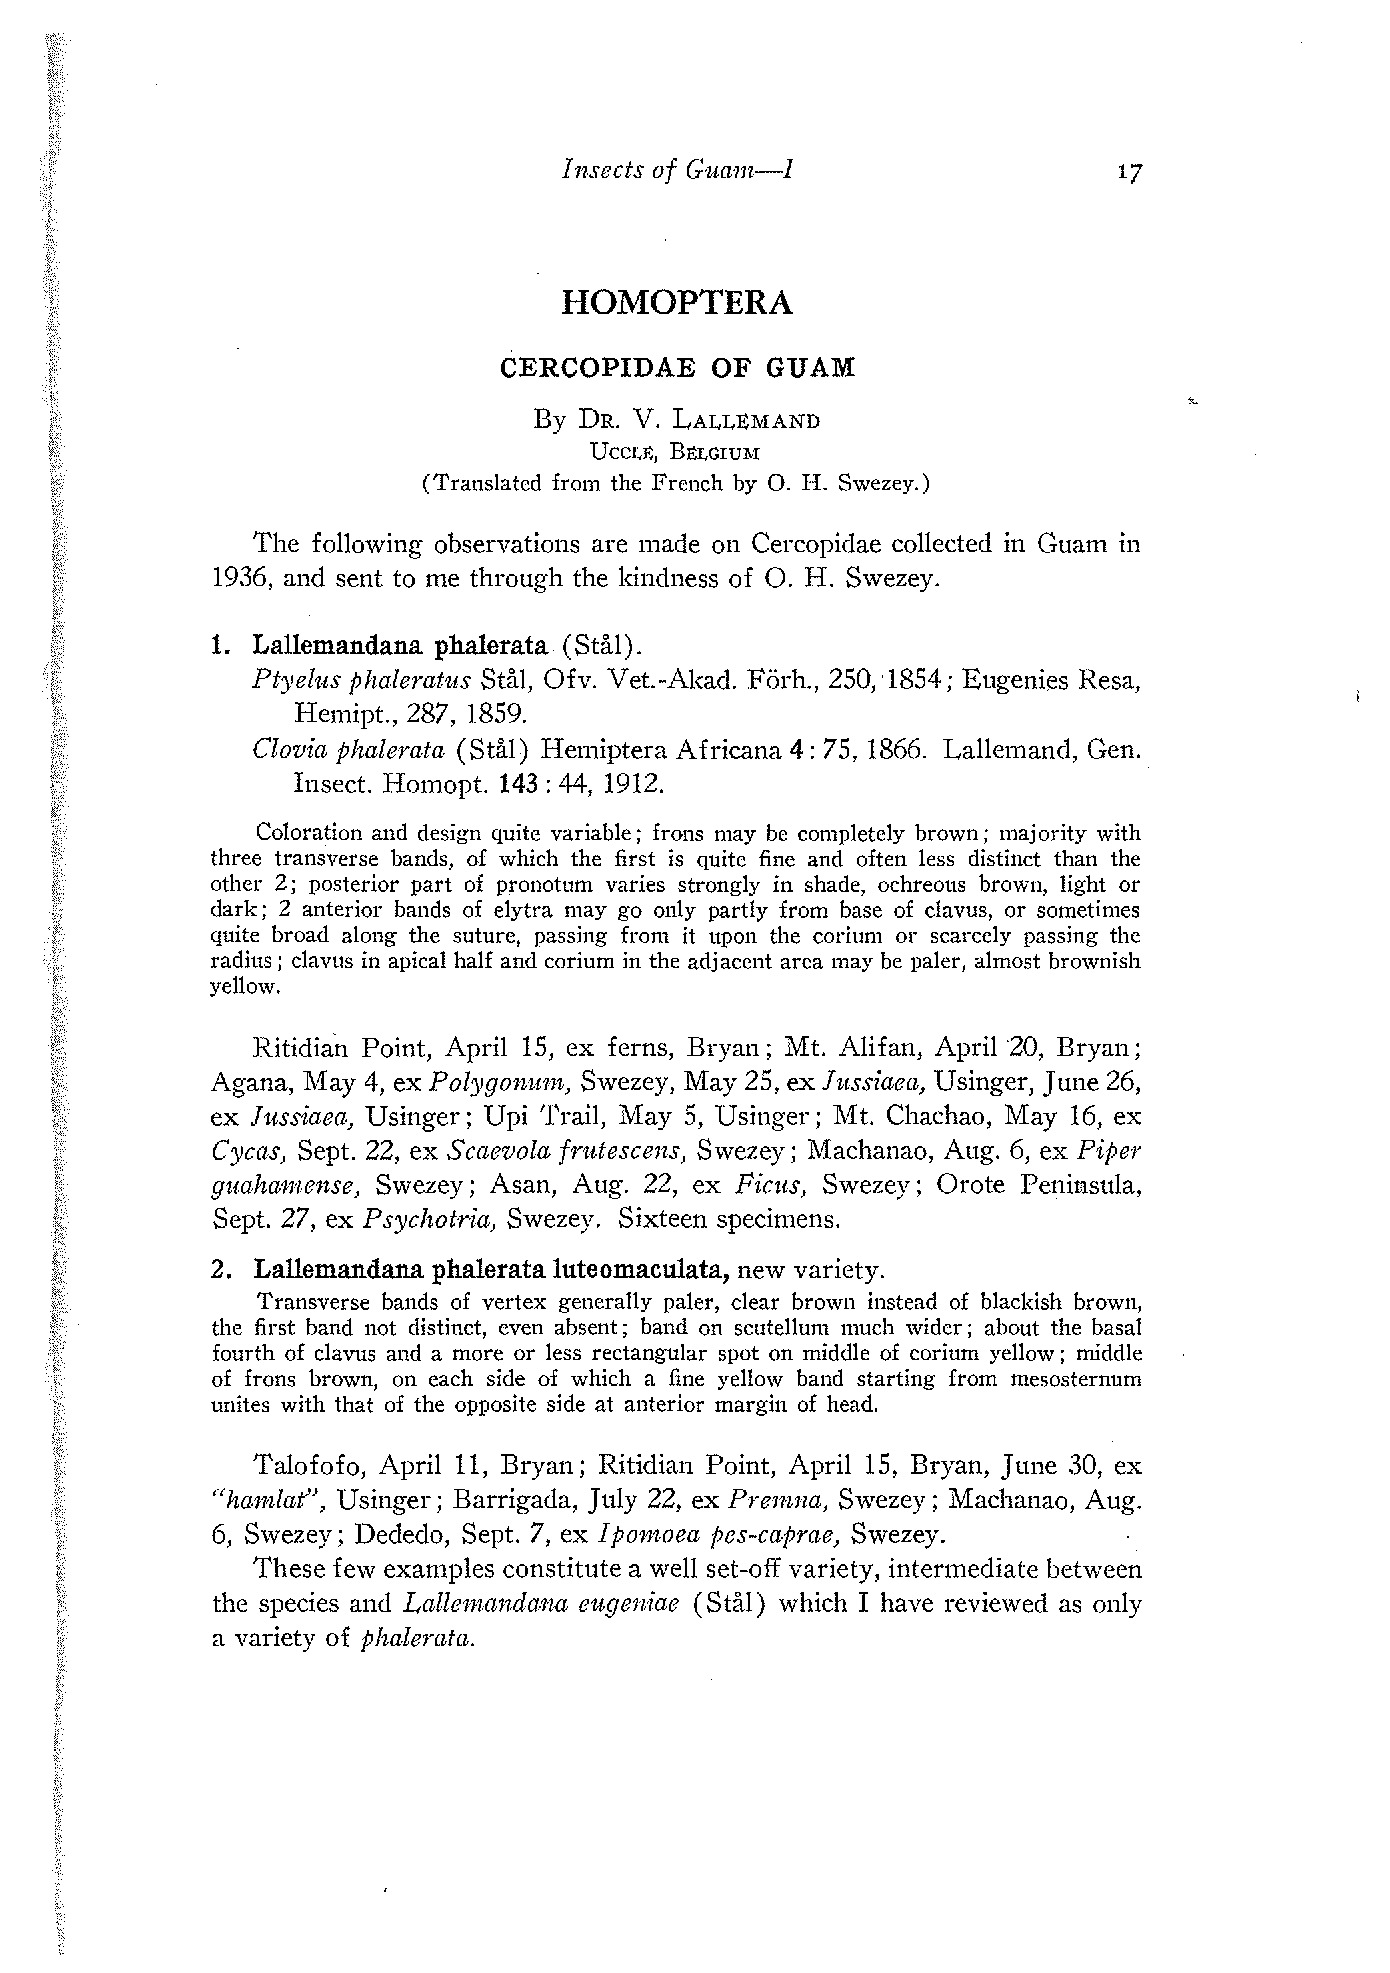 Insects of Guam—I 17
HOMOPTERA
CERCOPIDAE OF GUAM
By DR. V. LALLEMAND
UCCLE, BELGIUM
(Translated from the French by O. H. Swezey.)
The following observations are made on Cercopidae collected in Guam in
1936, and sent to me through the kindness of O. H. Swezey.
1. Lallemandana phalerata (Stål).
Ptyelus phaleratus Stål, Ofv. Vet.-Akad. Förh., 250, 1854; Eugenies Resa,
Hemipt., 287, 1859.
Clovia phalerata (Stål) Hemiptera Africana 4: 75, 1866. Lallemand, Gen.
Insect. Homopt. 143: 44, 1912.
Coloration and design quite variable; frons may be completely brown; majority with
three transverse bands, of which the first is quite fine and often less distinct than the
other 2; posterior part of pronotum varies strongly in shade, ochreous brown, light or
dark; 2 anterior bands of elytra may go only partly from base of clavus, or sometimes
quite broad along the suture, passing from it upon the corium or scarcely passing the
radius; clavus in apical half and corium in the adjacent area may be paler, almost brownish
yellow.
Ritidian Point, April 15, ex ferns, Bryan; Mt. Alifan, April 20, Bryan;
Agana, May 4, ex Polygonum, Swezey, May 25, ex Jussiaea, Usinger, June 26,
ex Jussiaea, Usinger; Upi Trail, May 5, Usinger; Mt. Chachao, May 16, ex
Cycas, Sept. 22, ex Scaevola frutescens, Swezey; Machanao, Aug. 6, ex Piper
guahamense, Swezey; Asan, Aug. 22, ex Ficus, Swezey; Orote Peninsula,
Sept. 27, ex Psychotria, Swezey. Sixteen specimens.
2. Lallemandana phalerata luteomaculata, new variety.
Transverse bands of vertex generally paler, clear brown instead of blackish brown,
the first band not distinct, even absent; band on scutellum much wider; about the basal
fourth of clavus and a more or less rectangular spot on middle of corium yellow; middle
of frons brown, on each side of which a fine yellow band starting from mesosternum
unites with that of the opposite side at anterior margin of head.
Talofofo, April 11, Bryan; Ritidian Point, April 15, Bryan, June 30, ex
"hamlat", Usinger; Barrigada, July 22, ex Premna, Swezey; Machanao, Aug.
6, Swezey; Dededo, Sept. 7, ex Ipomoea pes-caprae, Swezey.
These few examples constitute a well set-off variety, intermediate between
the species and Lallemandana eugeniae (Stål) which I have reviewed as only
a variety of phalerata.